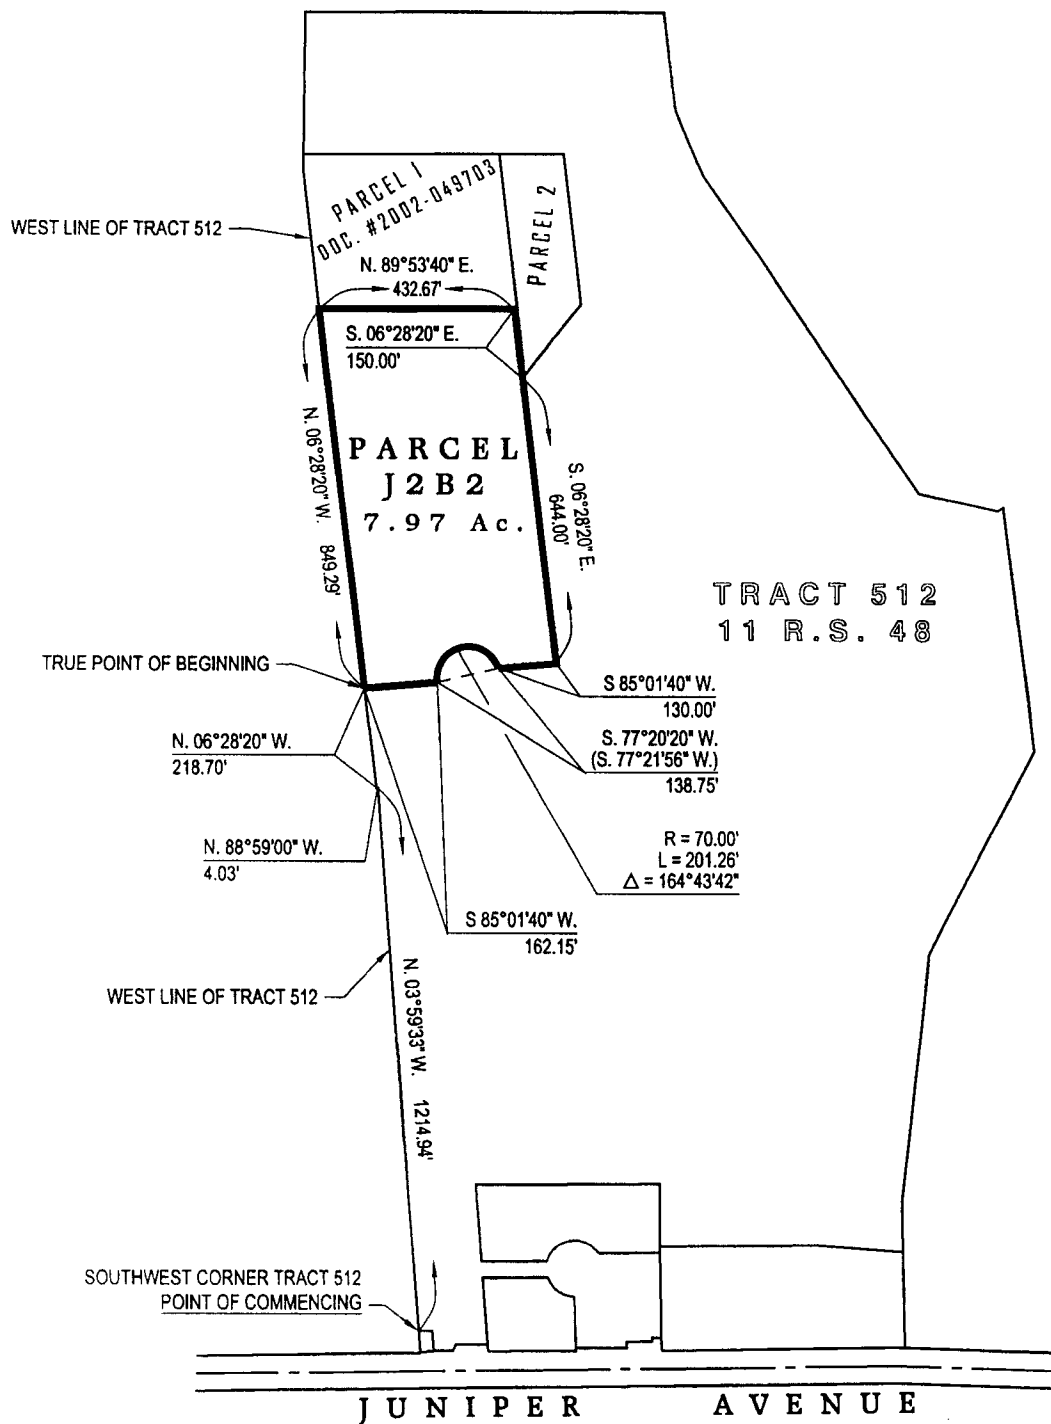 PARCEL 1
DOC. #2002-049703
PARCEL 2
WEST LINE OF TRACT 512
N. 89°53'40" E.
432.67'
S. 06°28'20" E.
150.00'
N. 06°28'20" W. 849.29'
PARCEL
J2B2
7.97 Ac.
S. 06°28'20" E.
644.00'
TRACT 512
11 R.S. 48
TRUE POINT OF BEGINNING
S 85°01'40" W.
130.00'
N. 06°28'20" W.
218.70'
S. 77°20'20" W.
(S. 77°21'56" W.)
138.75'
N. 88°59'00" W.
4.03'
R = 70.00'
L = 201.26'
Δ = 164°43'42"
S 85°01'40" W.
162.15'
WEST LINE OF TRACT 512
N. 03°59'33" W. 1214.94'
SOUTHWEST CORNER TRACT 512
POINT OF COMMENCING
JUNIPER AVENUE